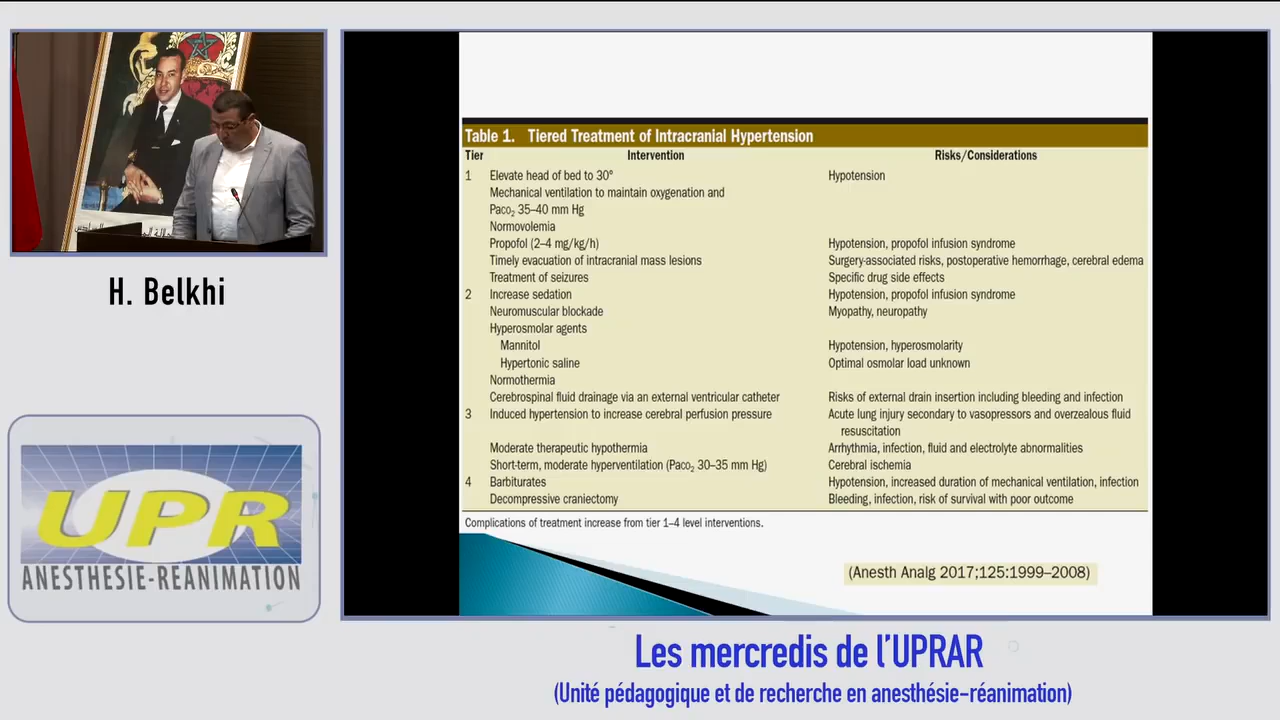 H. Belkhi
UPR
ANESTHESIE-REANIMATION
Table 1. Tiered Treatment of Intracranial Hypertension
Tier Intervention Risks/Considerations
1 Elevate head of bed to 30° Hypotension
Mechanical ventilation to maintain oxygenation and
Paco₂ 35–40 mm Hg
Normovolemia
Propofol (2–4 mg/kg/h) Hypotension, propofol infusion syndrome
Timely evacuation of intracranial mass lesions Surgery-associated risks, postoperative hemorrhage, cerebral edema
Treatment of seizures Specific drug side effects
2 Increase sedation Hypotension, propofol infusion syndrome
Neuromuscular blockade Myopathy, neuropathy
Hyperosmolar agents
Mannitol Hypotension, hyperosmolarity
Hypertonic saline Optimal osmolar load unknown
Normothermia
Cerebrospinal fluid drainage via an external ventricular catheter Risks of external drain insertion including bleeding and infection
3 Induced hypertension to increase cerebral perfusion pressure Acute lung injury secondary to vasopressors and overzealous fluid
resuscitation
Moderate therapeutic hypothermia Arrhythmia, infection, fluid and electrolyte abnormalities
Short-term, moderate hyperventilation (Paco₂ 30–35 mm Hg) Cerebral ischemia
4 Barbiturates Hypotension, increased duration of mechanical ventilation, infection
Decompressive craniectomy Bleeding, infection, risk of survival with poor outcome
Complications of treatment increase from tier 1–4 level interventions.
(Anesth Analg 2017;125:1999–2008)
Les mercredis de l'UPRAR
(Unité pédagogique et de recherche en anesthésie-réanimation)